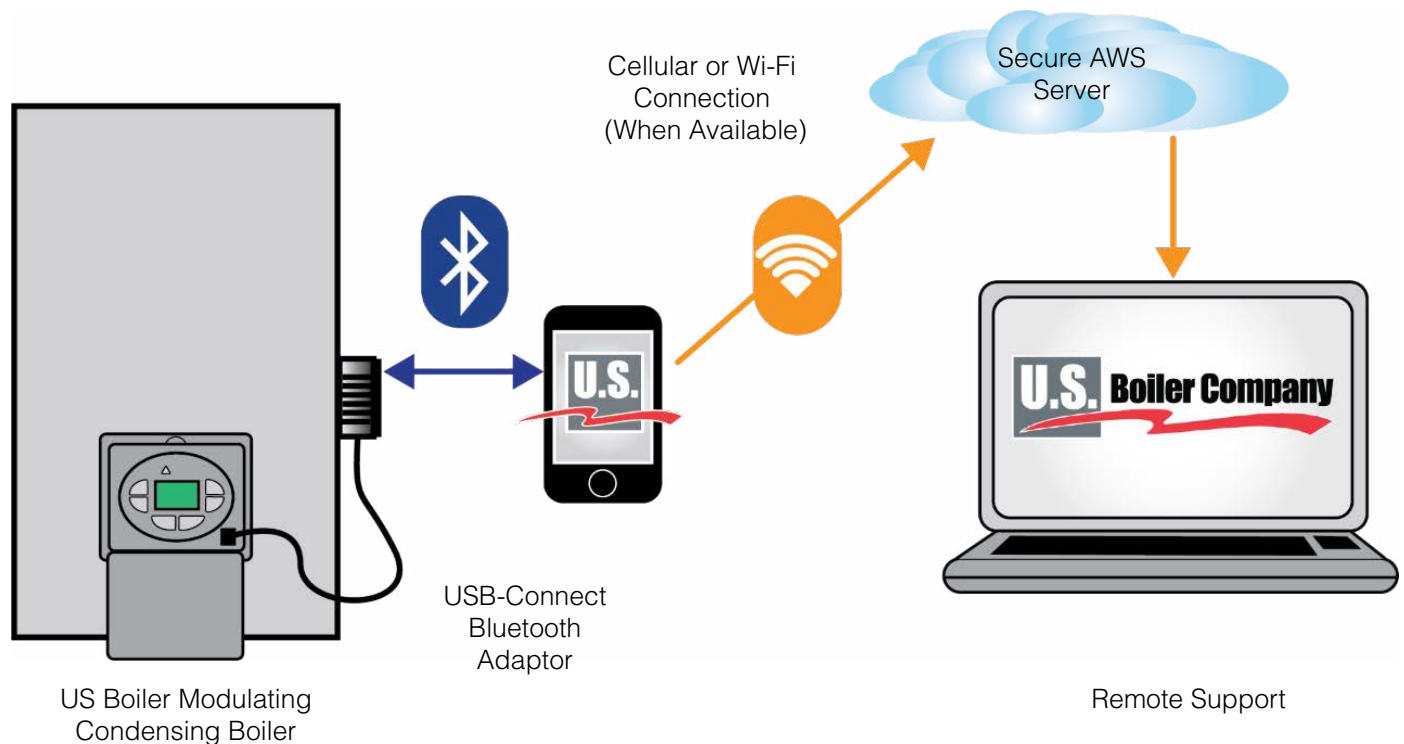 Cellular or Wi-Fi
Connection
(When Available)
Secure AWS
Server
U.S.
U.S. Boiler Company
USB-Connect
Bluetooth
Adaptor
US Boiler Modulating
Condensing Boiler
Remote Support